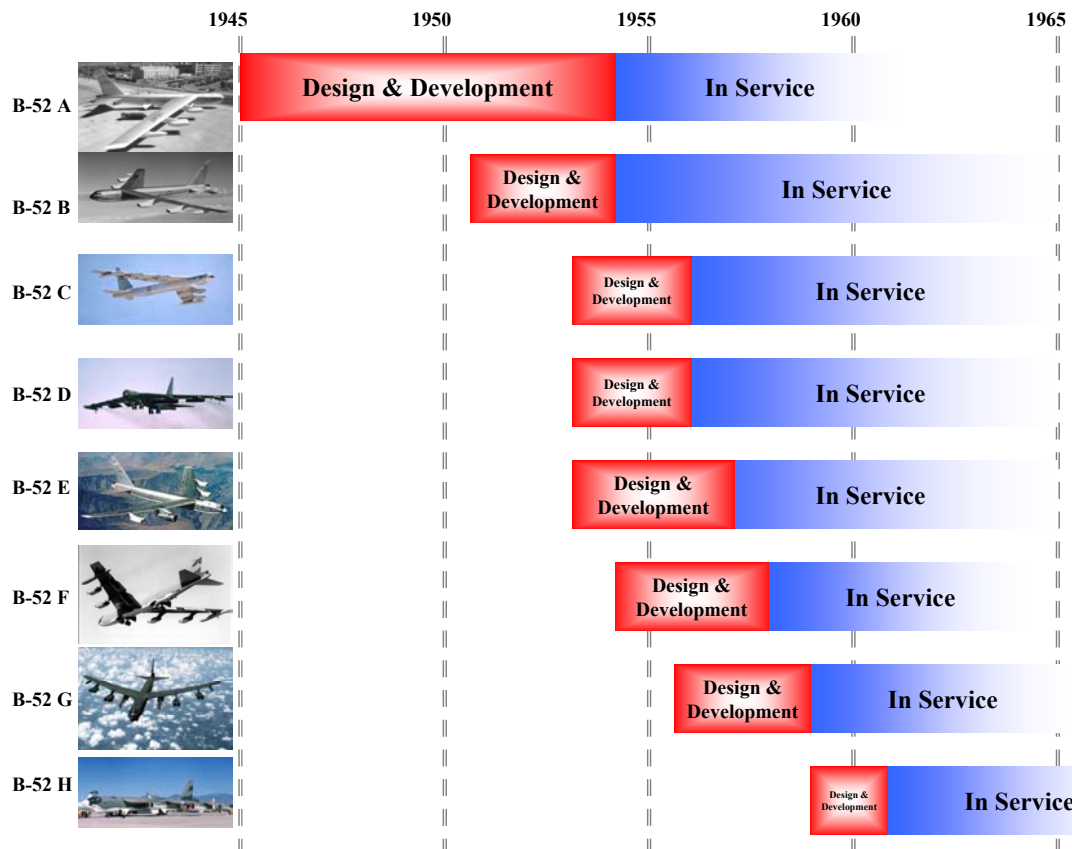 1945 1950 1955 1960 1965
B-52 A
Design & Development
In Service
B-52 B
Design &
Development
In Service
B-52 C
Design &
Development
In Service
B-52 D
Design &
Development
In Service
B-52 E
Design &
Development
In Service
B-52 F
Design &
Development
In Service
B-52 G
Design &
Development
In Service
B-52 H
Design &
Development
In Service